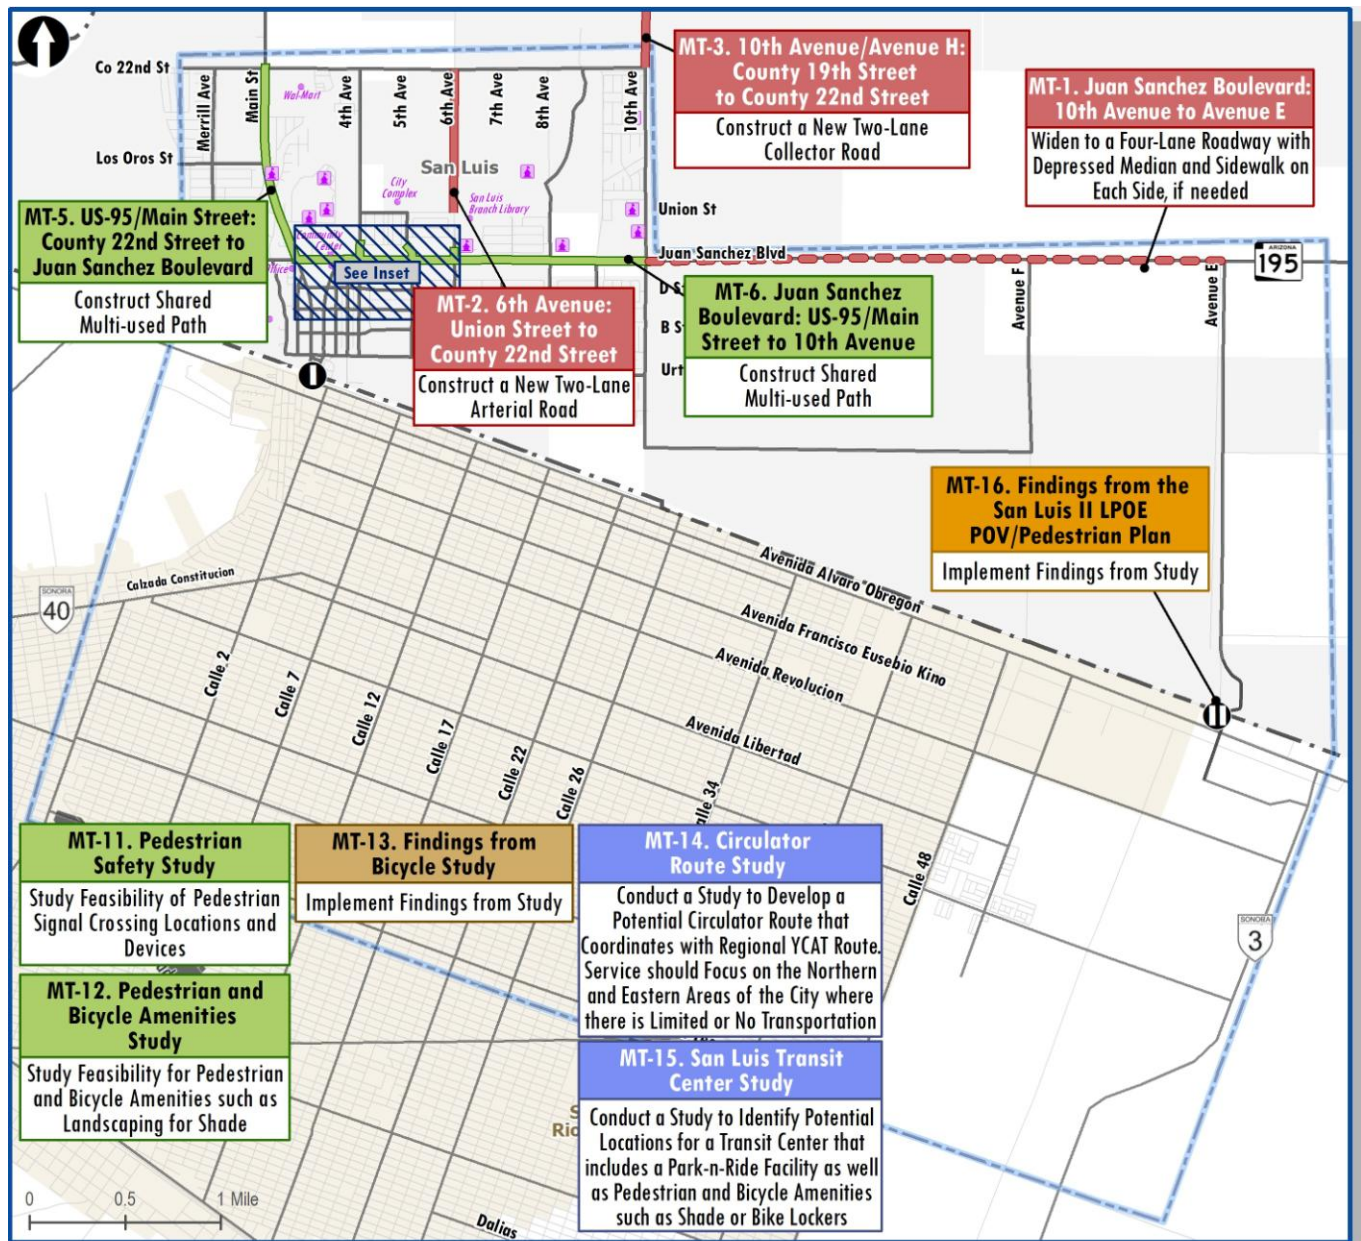 Co 22nd St
Merrill Ave
Main St
Wal-Mart
4th Ave
5th Ave
6th Ave
7th Ave
8th Ave
10th Ave
MT-3. 10th Avenue/Avenue H:
County 19th Street
to County 22nd Street
Construct a New Two-Lane
Collector Road
MT-1. Juan Sanchez Boulevard:
10th Avenue to Avenue E
Widen to a Four-Lane Roadway with
Depressed Median and Sidewalk on
Each Side, if needed
Los Oros St
San Luis
City
Complex
San Luis
Branch Library
Union St
Juan Sanchez Blvd
ARIZONA
195
MT-5. US-95/Main Street:
County 22nd Street to
Juan Sanchez Boulevard
Construct Shared
Multi-used Path
Community
Center
See Inset
MT-2. 6th Avenue:
Union Street to
County 22nd Street
Construct a New Two-Lane
Arterial Road
D S
B S
Urt
MT-6. Juan Sanchez
Boulevard: US-95/Main
Street to 10th Avenue
Construct Shared
Multi-used Path
Avenue F
Avenue E
I
MT-16. Findings from the
San Luis II LPOE
POV/Pedestrian Plan
Implement Findings from Study
II
SONORA
40
Calzada Constitucion
Avenida Alvaro Obregon
Avenida Francisco Eusebio Kino
Avenida Revolucion
Avenida Libertad
Calle 2
Calle 7
Calle 12
Calle 17
Calle 22
Calle 26
alle 34
Calle 48
SONORA
3
MT-11. Pedestrian
Safety Study
Study Feasibility of Pedestrian
Signal Crossing Locations and
Devices
MT-12. Pedestrian and
Bicycle Amenities
Study
Study Feasibility for Pedestrian
and Bicycle Amenities such as
Landscaping for Shade
MT-13. Findings from
Bicycle Study
Implement Findings from Study
MT-14. Circulator
Route Study
Conduct a Study to Develop a
Potential Circulator Route that
Coordinates with Regional YCAT Route.
Service should Focus on the Northern
and Eastern Areas of the City where
there is Limited or No Transportation
MT-15. San Luis Transit
Center Study
Conduct a Study to Identify Potential
Locations for a Transit Center that
includes a Park-n-Ride Facility as well
as Pedestrian and Bicycle Amenities
such as Shade or Bike Lockers
S
Rio
Dalias
0 0.5 1 Mile